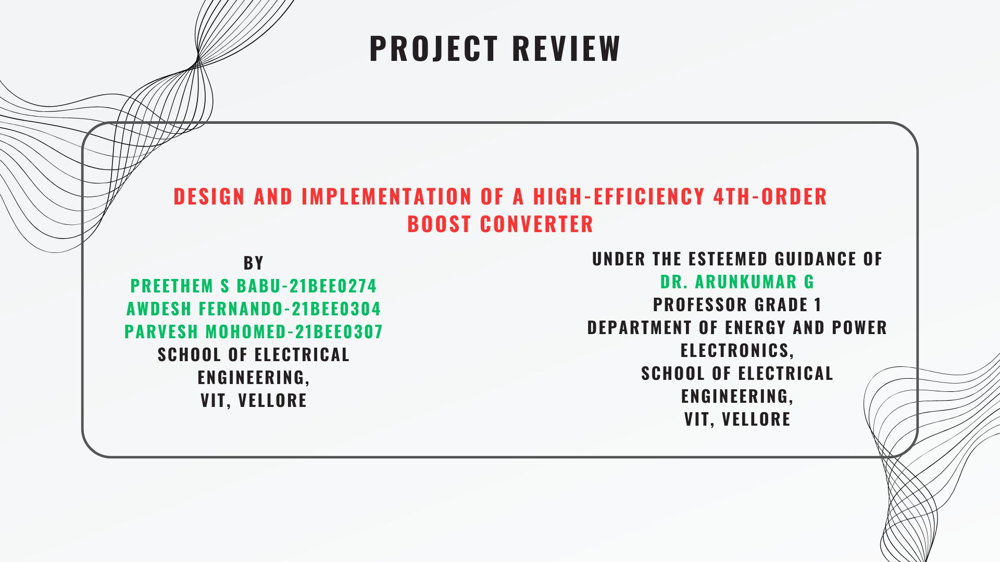 PROJECT REVIEW
DESIGN AND IMPLEMENTATION OF A HIGH-EFFICIENCY 4TH-ORDER
BOOST CONVERTER
BY
PREETHEM S BABU-21BEE0274
AWDESH FERNANDO-21BEE0304
PARVESH MOHOMED-21BEE0307
SCHOOL OF ELECTRICAL
ENGINEERING,
VIT, VELLORE
UNDER THE ESTEEMED GUIDANCE OF
DR. ARUNKUMAR G
PROFESSOR GRADE 1
DEPARTMENT OF ENERGY AND POWER
ELECTRONICS,
SCHOOL OF ELECTRICAL
ENGINEERING,
VIT, VELLORE